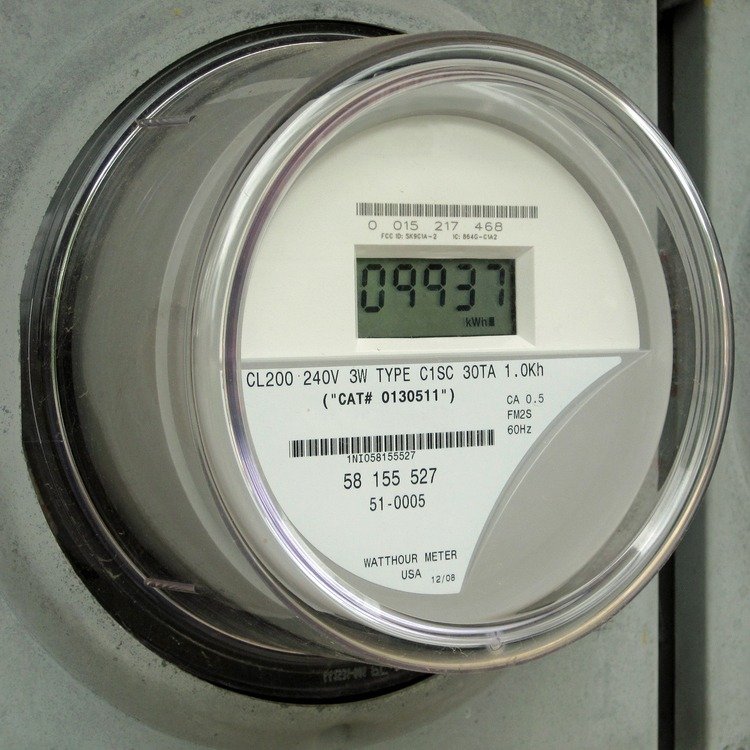 0 015 217 468
FCC ID: SK9C1A-2 IC: 864G-C1A2
09937
kWh
CL200 240V 3W TYPE C1SC 30TA 1.0Kh
("CAT# 0130511")
CA 0.5
FM2S
60Hz
1NI058155527
58 155 527
51-0005
WATTHOUR METER
USA 12/08